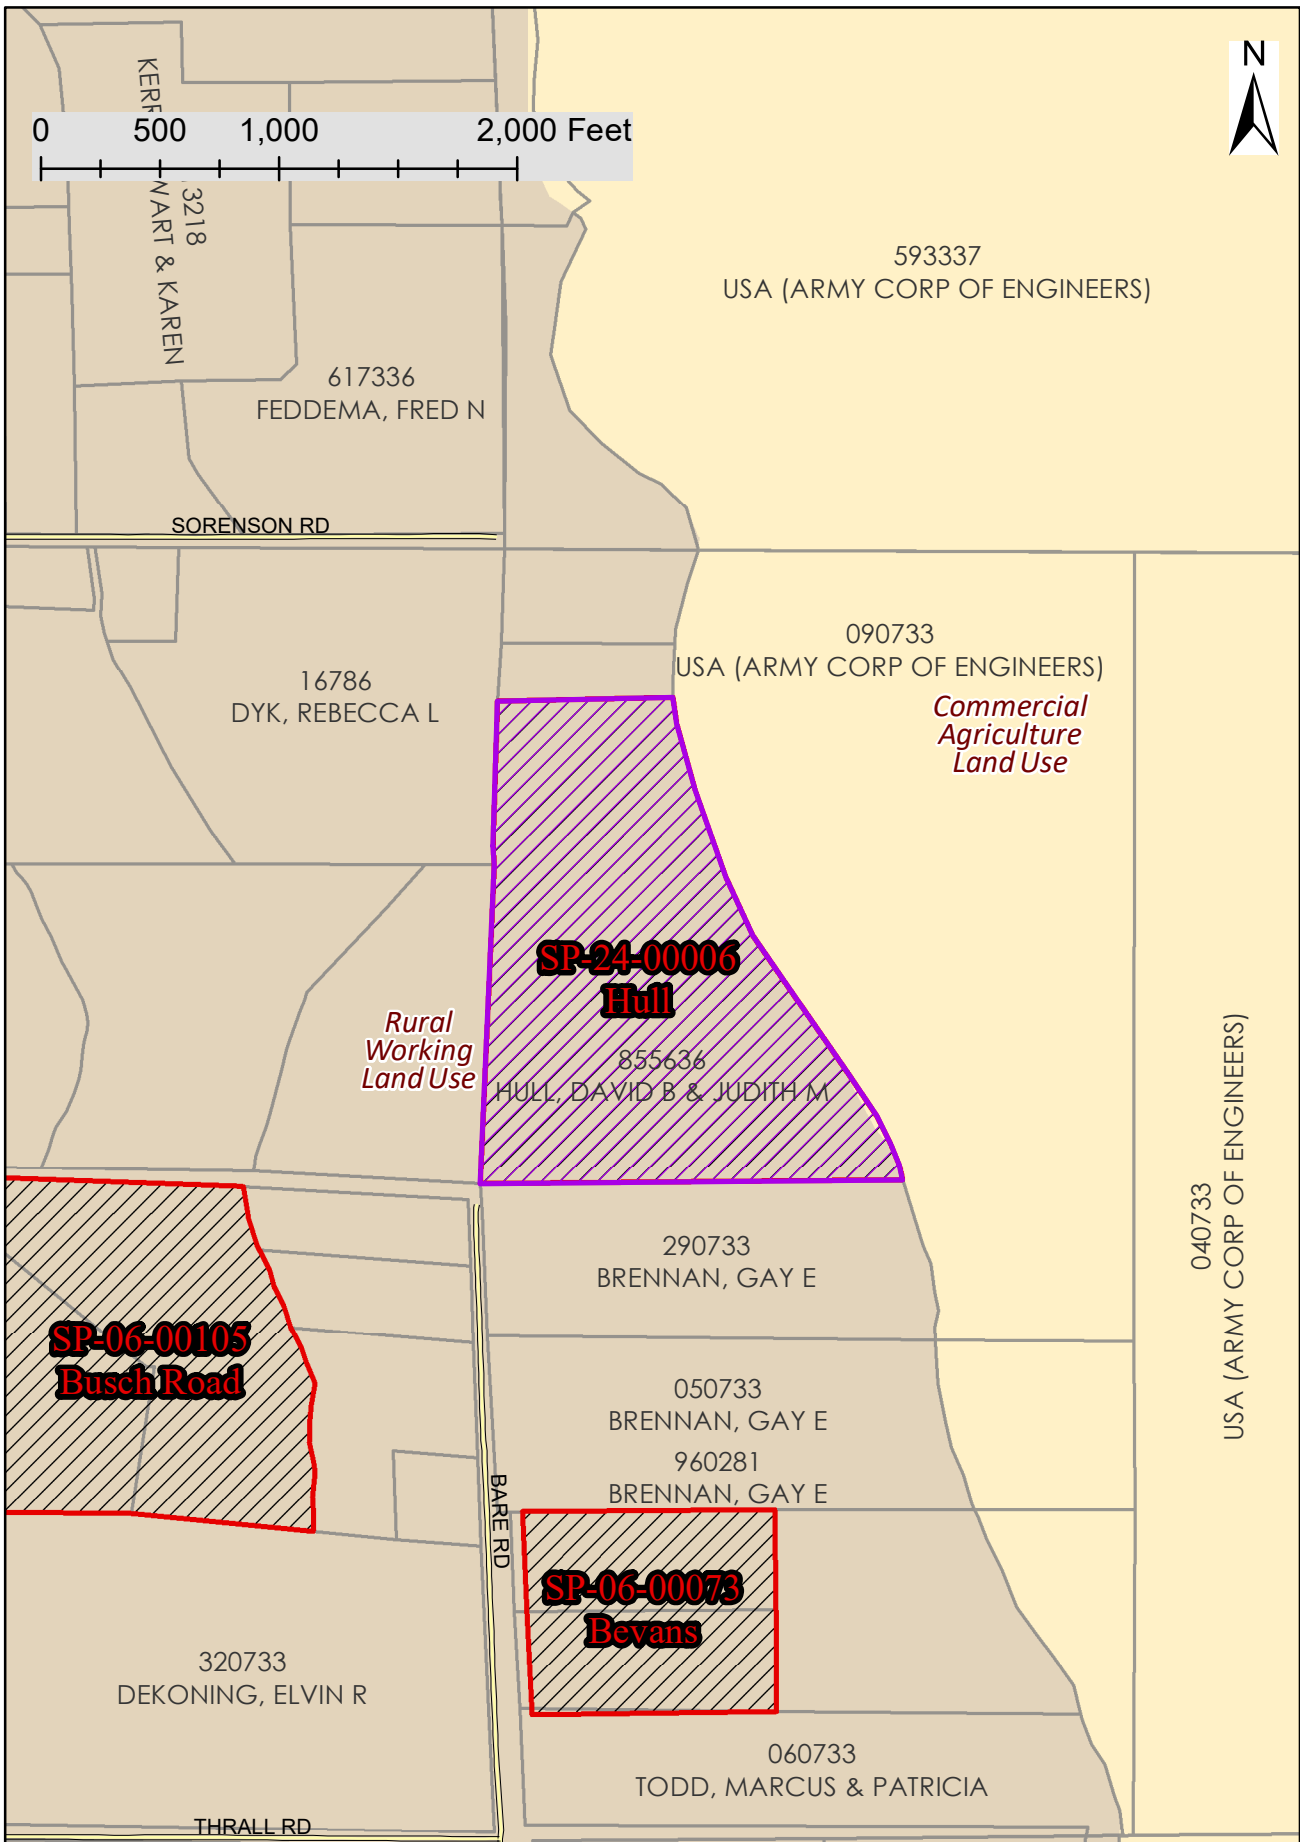 N
0 500 1,000 2,000 Feet
3218
WART & KAREN
593337
USA (ARMY CORP OF ENGINEERS)
617336
FEDDEMA, FRED N
SORENSON RD
090733
USA (ARMY CORP OF ENGINEERS)
16786
DYK, REBECCA L
Commercial
Agriculture
Land Use
SP-24-00006
Hull
Rural
Working
Land Use
855636
HULL, DAVID B & JUDITH M
040733
USA (ARMY CORP OF ENGINEERS)
290733
BRENNAN, GAY E
SP-06-00105
Busch Road
050733
BRENNAN, GAY E
960281
BRENNAN, GAY E
BARE RD
SP-06-00073
Bevans
320733
DEKONING, ELVIN R
060733
TODD, MARCUS & PATRICIA
THRALL RD